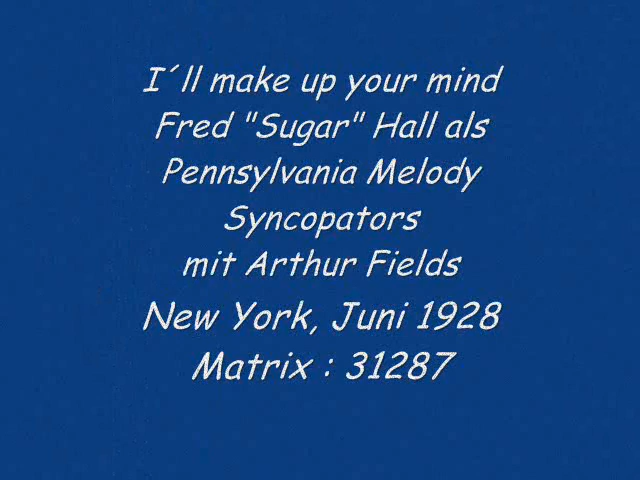 I´ll make up your mind
Fred "Sugar" Hall als
Pennsylvania Melody
Syncopators
mit Arthur Fields
New York, Juni 1928
Matrix : 31287